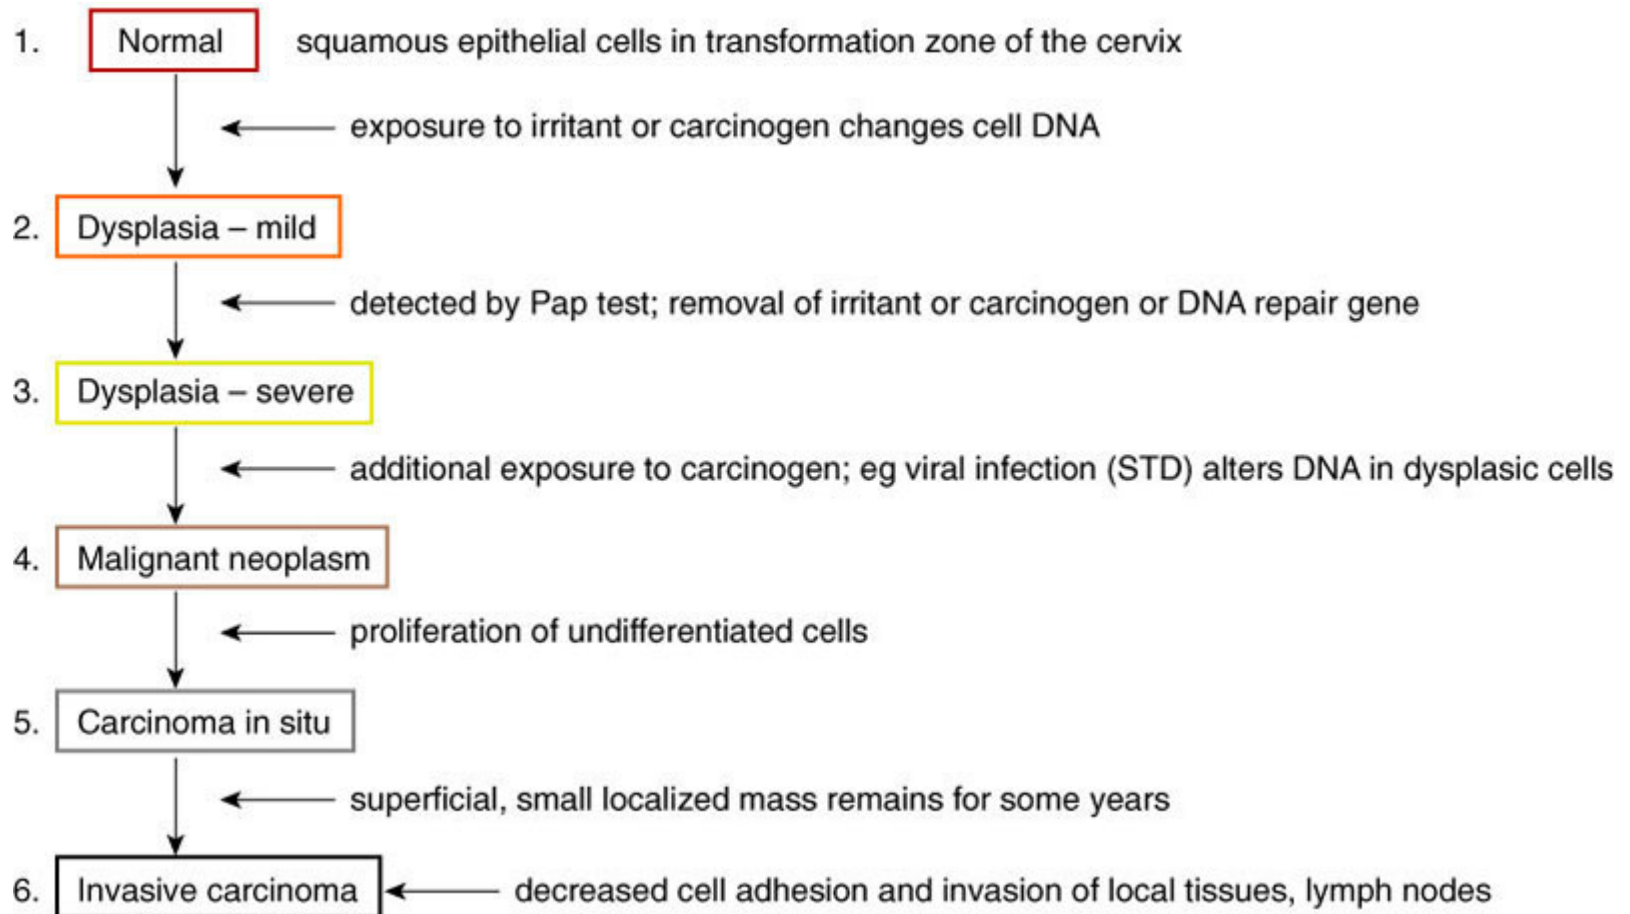 1. Normal squamous epithelial cells in transformation zone of the cervix
exposure to irritant or carcinogen changes cell DNA
2. Dysplasia – mild
detected by Pap test; removal of irritant or carcinogen or DNA repair gene
3. Dysplasia – severe
additional exposure to carcinogen; eg viral infection (STD) alters DNA in dysplasic cells
4. Malignant neoplasm
proliferation of undifferentiated cells
5. Carcinoma in situ
superficial, small localized mass remains for some years
6. Invasive carcinoma decreased cell adhesion and invasion of local tissues, lymph nodes